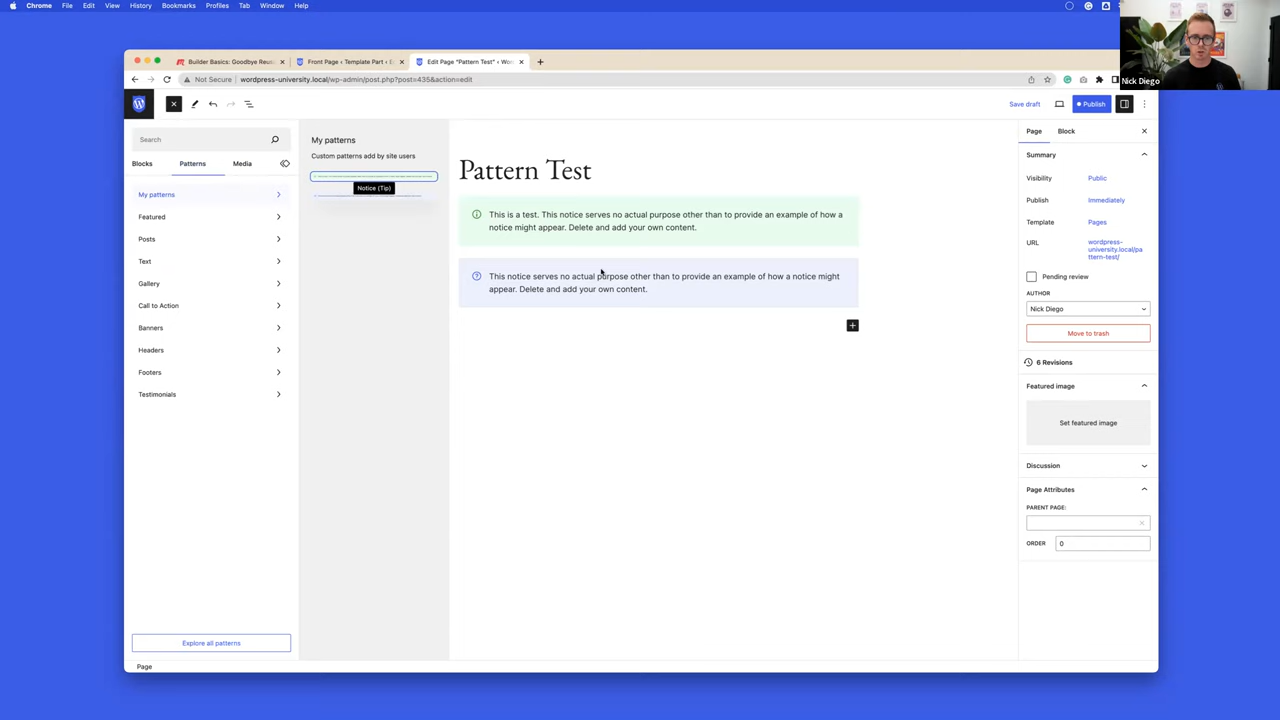 Chrome File Edit View History Bookmarks Profiles Tab Window Help
Nick Diego
Builder Basics: Goodbye Reus
Front Page ‹ Template Part ‹
Edit Page "Pattern Test" ‹ Wor
Not Secure wordpress-university.local/wp-admin/post.php?post=435&action=edit
Save draft
Publish
Search
Blocks
Patterns
Media
My patterns
Featured
Posts
Text
Gallery
Call to Action
Banners
Headers
Footers
Testimonials
Explore all patterns
My patterns
Custom patterns add by site users
Notice (Tip)
Pattern Test
This is a test. This notice serves no actual purpose other than to provide an example of how a
notice might appear. Delete and add your own content.
This notice serves no actual purpose other than to provide an example of how a notice might
appear. Delete and add your own content.
Page
Block
Summary
Visibility Public
Publish Immediately
Template Pages
URL wordpress-
university.local/pa
ttern-test/
Pending review
AUTHOR
Nick Diego
Move to trash
6 Revisions
Featured image
Set featured image
Discussion
Page Attributes
PARENT PAGE:
ORDER 0
Page